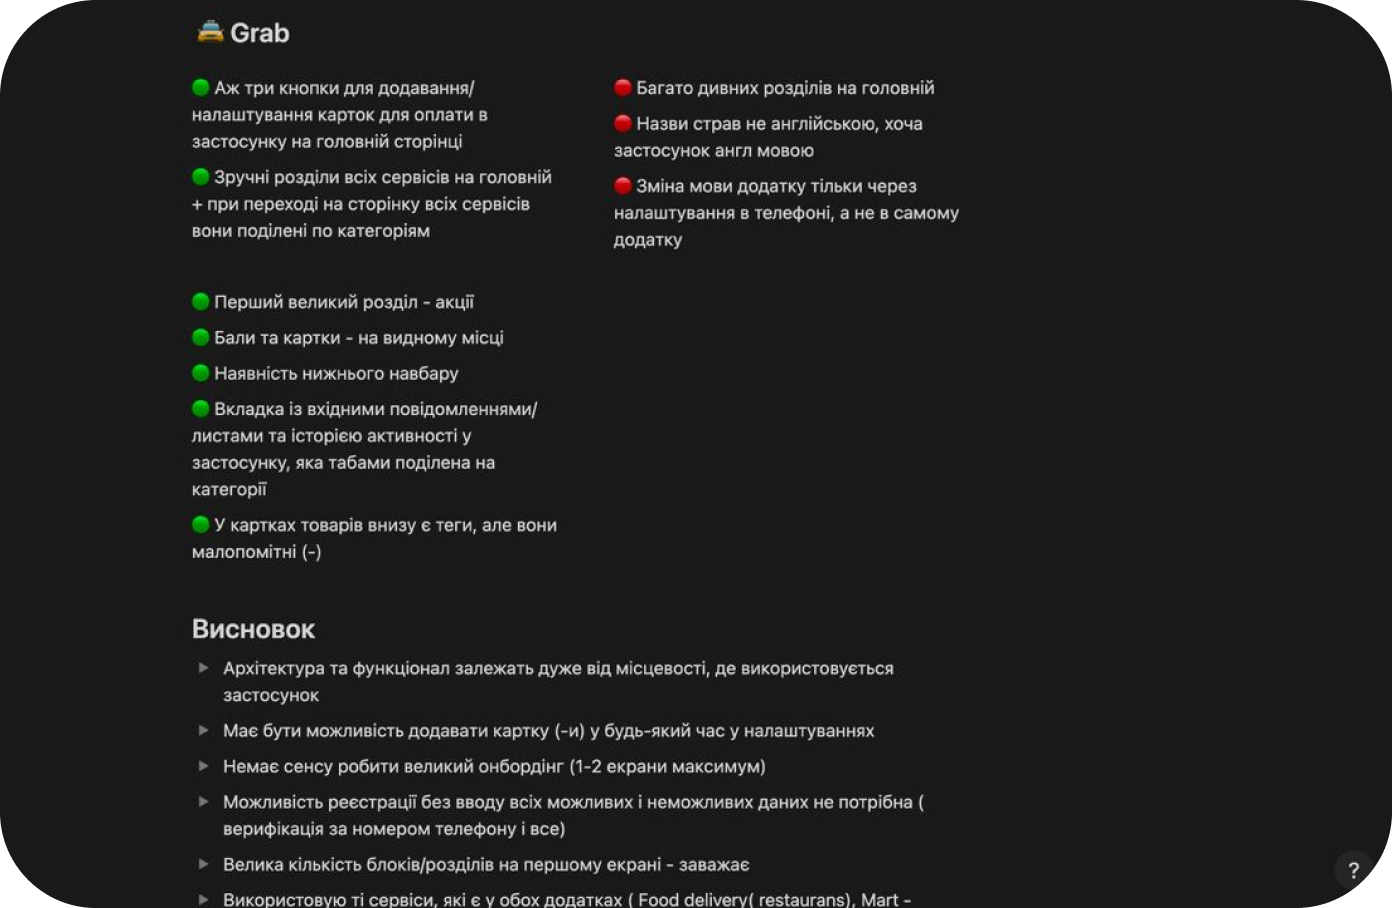 Grab
Аж три кнопки для додавання/
налаштування карток для оплати в
застосунку на головній сторінці
Зручні розділи всіх сервісів на головній
+ при переході на сторінку всіх сервісів
вони поділені по категоріям
Багато дивних розділів на головній
Назви страв не англійською, хоча
застосунок англ мовою
Зміна мови додатку тільки через
налаштування в телефоні, а не в самому
додатку
Перший великий розділ - акції
Бали та картки - на видному місці
Наявність нижнього навбару
Вкладка із вхідними повідомленнями/
листами та історією активності у
застосунку, яка табами поділена на
категорії
У картках товарів внизу є теги, але вони
малопомітні (-)
Висновок
Архітектура та функціонал залежать дуже від місцевості, де використовується
застосунок
Має бути можливість додавати картку (-и) у будь-який час у налаштуваннях
Немає сенсу робити великий онбордінг (1-2 екрани максимум)
Можливість реєстрації без вводу всіх можливих і неможливих даних не потрібна (
верифікація за номером телефону і все)
Велика кількість блоків/розділів на першому екрані - заважає
Використовую ті сервіси, які є у обох додатках ( Food delivery( restaurans), Mart -
?